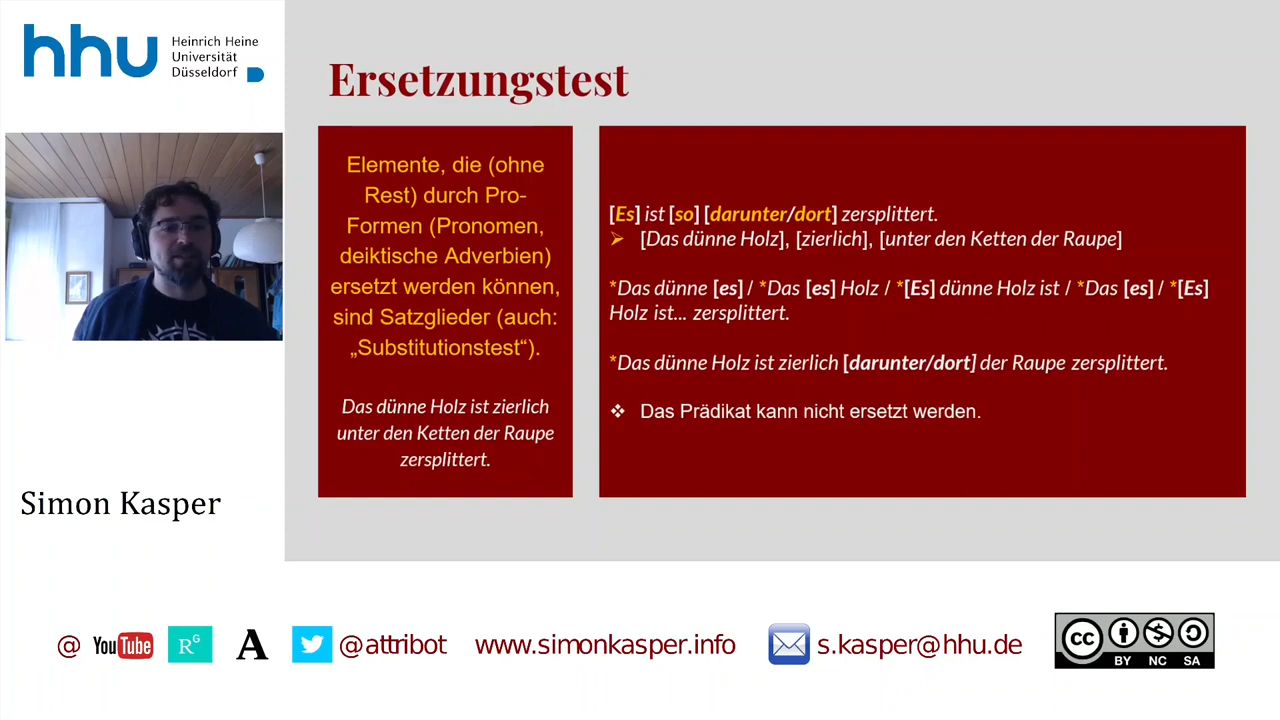 hhu Heinrich Heine
Universität
Düsseldorf
Ersetzungstest
Elemente, die (ohne
Rest) durch Pro-
Formen (Pronomen,
deiktische Adverbien)
ersetzt werden können,
sind Satzglieder (auch:
„Substitutionstest“).
Das dünne Holz ist zierlich
unter den Ketten der Raupe
zersplittert.
[Es] ist [so] [darunter/dort] zersplittert.
➢ [Das dünne Holz], [zierlich], [unter den Ketten der Raupe]
*Das dünne [es] / *Das [es] Holz / *[Es] dünne Holz ist / *Das [es] / *[Es]
Holz ist... zersplittert.
*Das dünne Holz ist zierlich [darunter/dort] der Raupe zersplittert.
❖ Das Prädikat kann nicht ersetzt werden.
Simon Kasper
@ YouTube RG A @attribot www.simonkasper.info s.kasper@hhu.de
cc BY NC SA